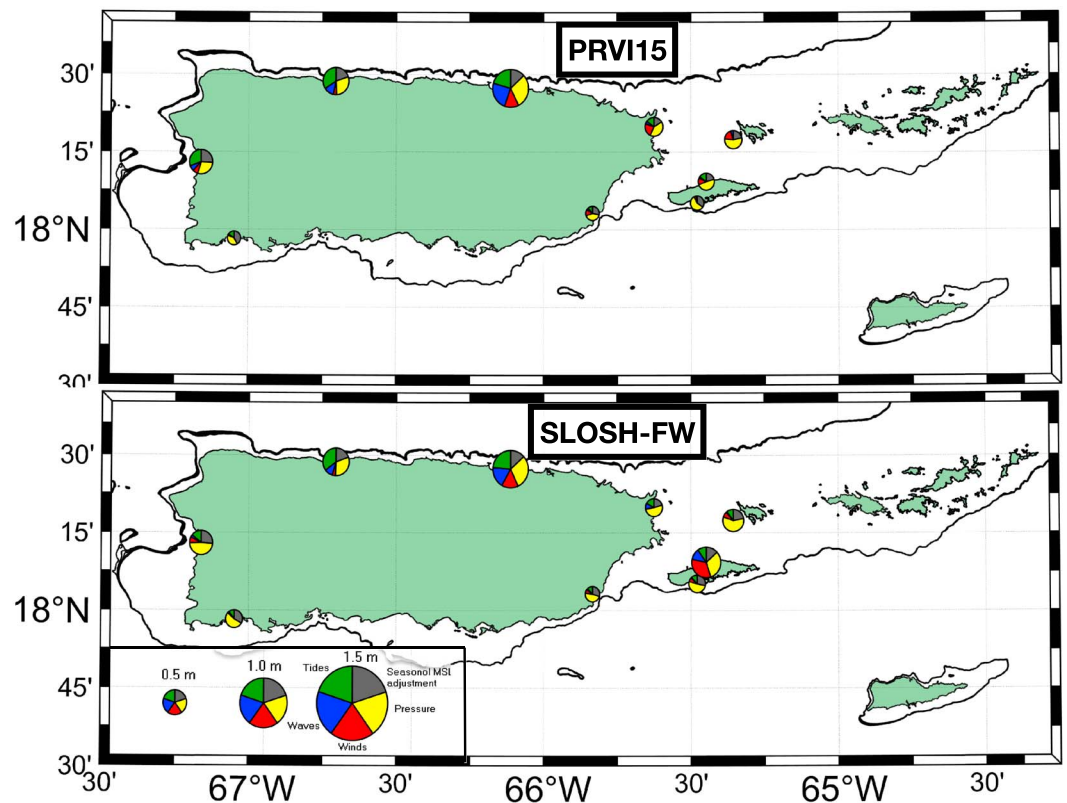 PRVI15
30'
15'
18°N
45'
30'
SLOSH-FW
30'
15'
18°N
45'
30'
0.5 m
1.0 m
1.5 m
Tides
Seasonol MSL
adjustment
Pressure
Waves
Winds
30'
67°W
30'
66°W
30'
65°W
30'